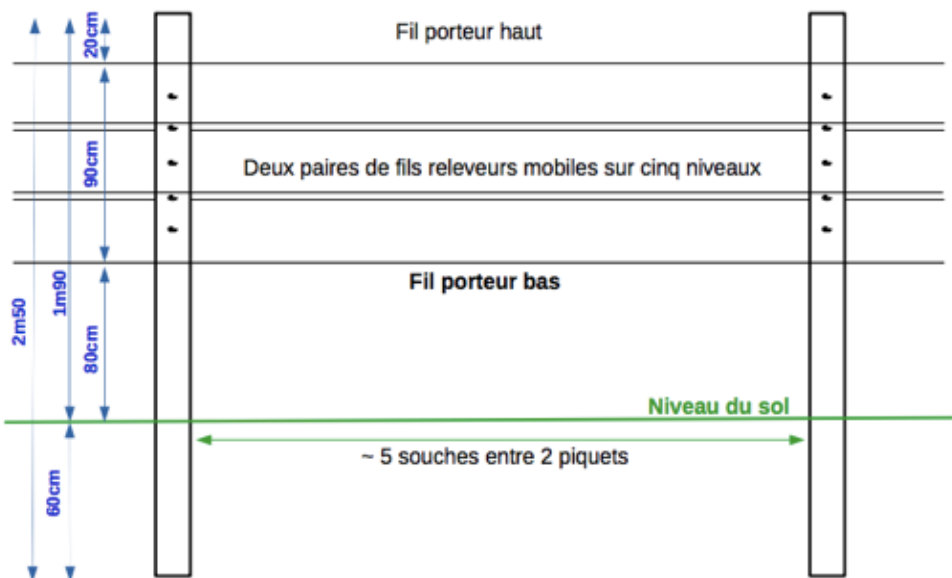 Fil porteur haut
20cm
90cm
Deux paires de fils releveurs mobiles sur cinq niveaux
Fil porteur bas
2m50
1m90
80cm
Niveau du sol
~ 5 souches entre 2 piquets
60cm